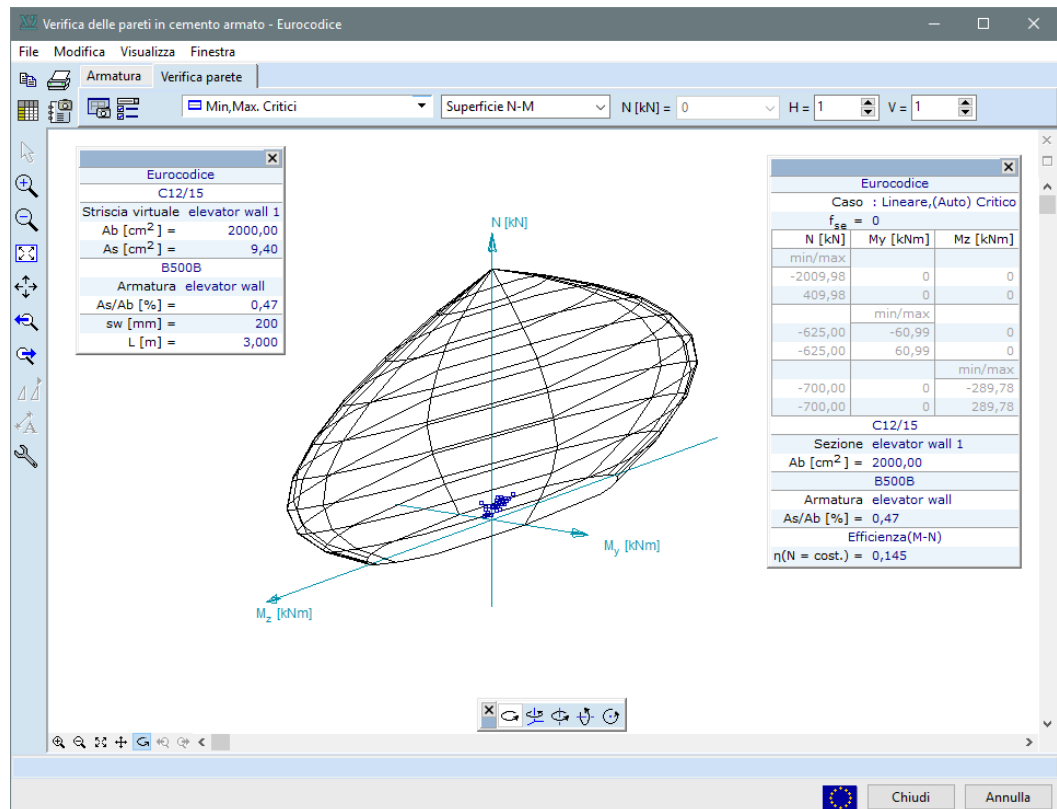 Verifica delle pareti in cemento armato - Eurocodice
File Modifica Visualizza Finestra
Armatura Verifica parete
Min,Max. Critici Superficie N-M N [kN] = 0 H = 1 V = 1
Eurocodice
C12/15
Striscia virtuale elevator wall 1
Ab [cm²] = 2000,00
As [cm²] = 9,40
B500B
Armatura elevator wall
As/Ab [%] = 0,47
sw [mm] = 200
L [m] = 3,000
N [kN]
My [kNm]
Mz [kNm]
Eurocodice
Caso : Lineare,(Auto) Critico
fse = 0
N [kN] My [kNm] Mz [kNm]
min/max
-2009,98 0 0
409,98 0 0
min/max
-625,00 -60,99 0
-625,00 60,99 0
min/max
-700,00 0 -289,78
-700,00 0 289,78
C12/15
Sezione elevator wall 1
Ab [cm²] = 2000,00
B500B
Armatura elevator wall
As/Ab [%] = 0,47
Efficienza(M-N)
η(N = cost.) = 0,145
Chiudi Annulla